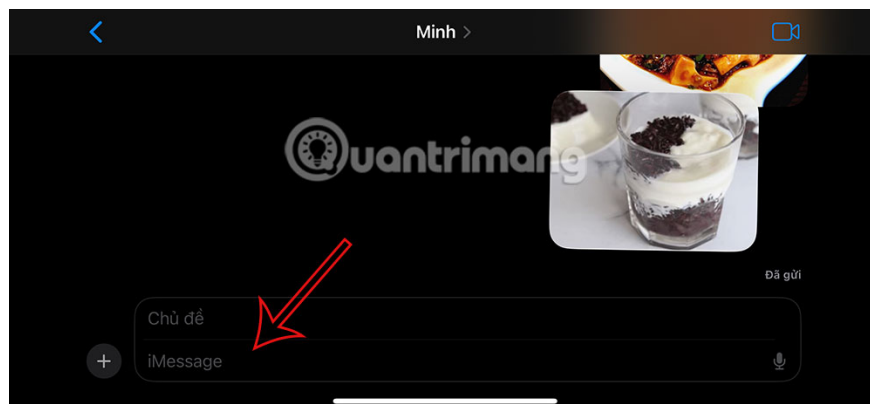 Minh
Quantrimang
Đã gửi
Chủ đề
iMessage